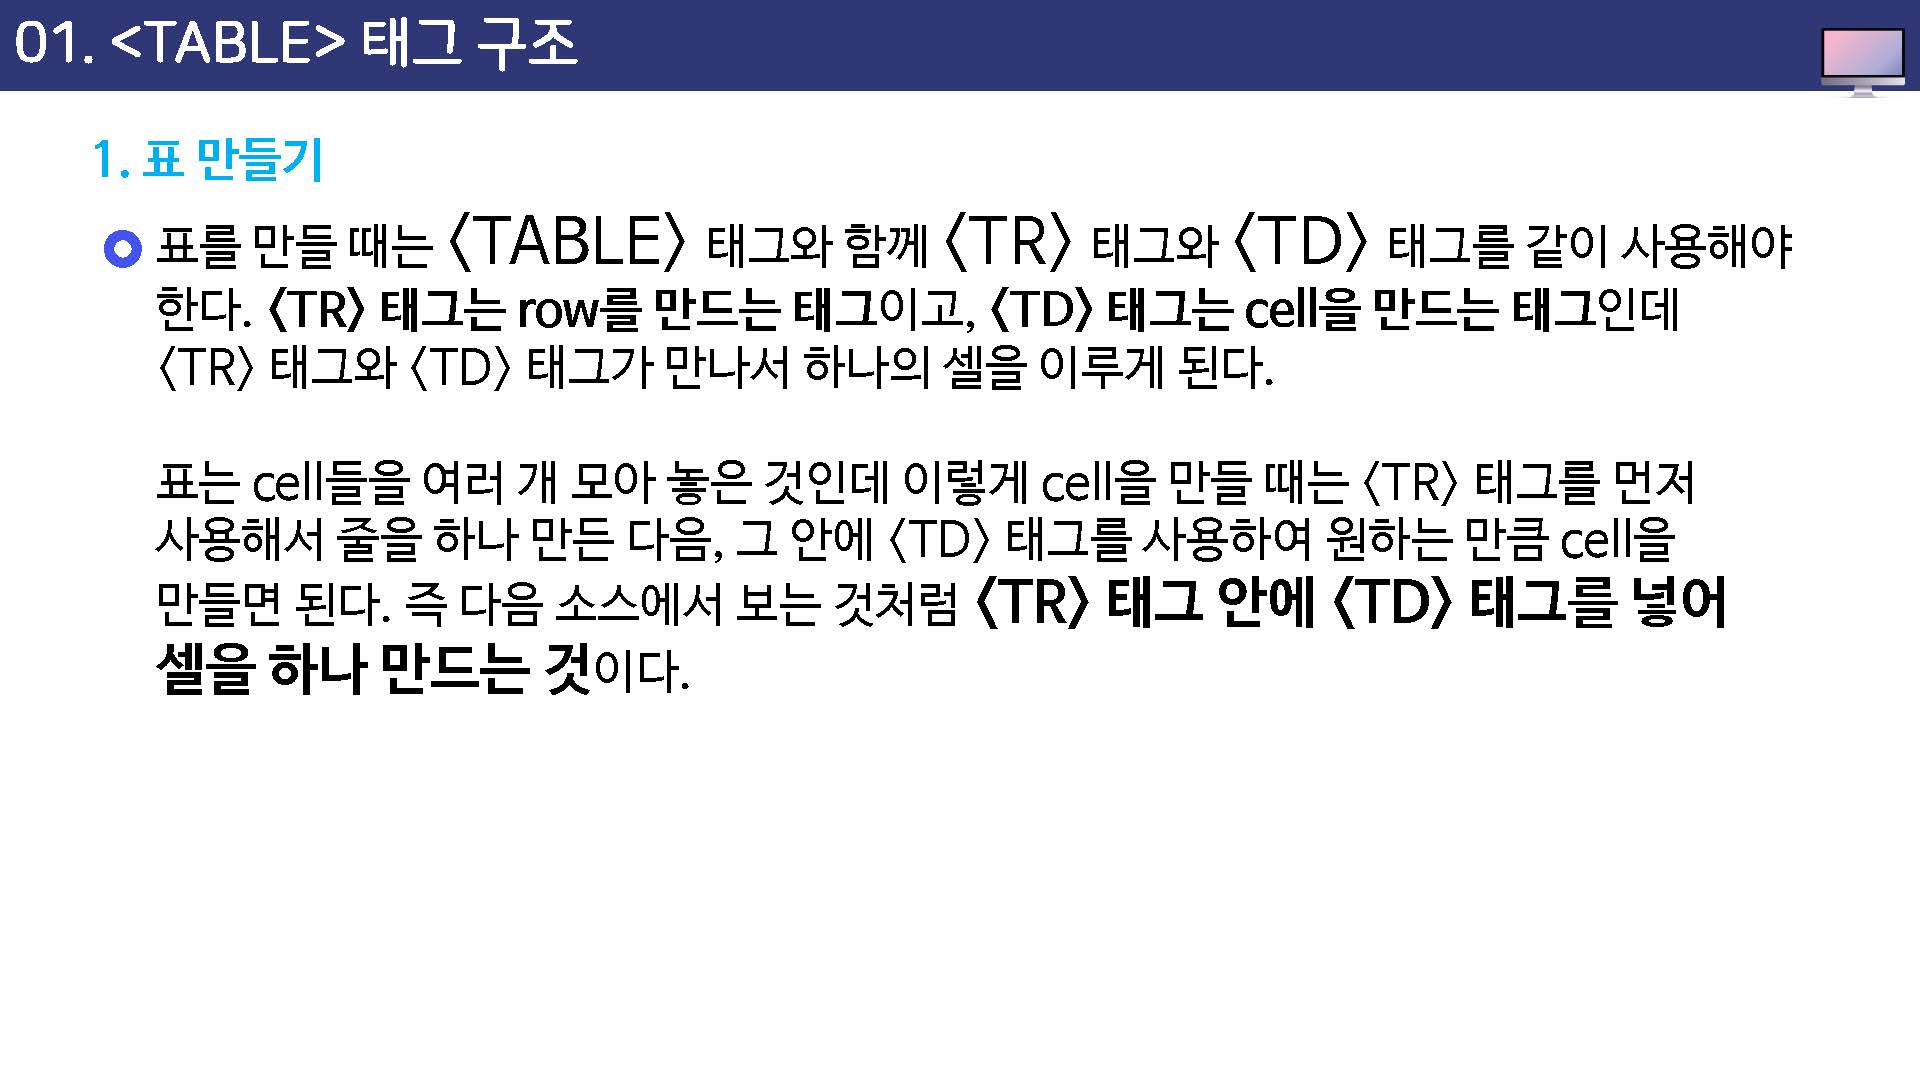 01. <TABLE> 태그 구조
1. 표 만들기
표를 만들 때는 〈TABLE〉 태그와 함께 〈TR〉 태그와 〈TD〉 태그를 같이 사용해야
한다. 〈TR〉 태그는 row를 만드는 태그이고, 〈TD〉 태그는 cell을 만드는 태그인데
〈TR〉 태그와 〈TD〉 태그가 만나서 하나의 셀을 이루게 된다.
표는 cell들을 여러 개 모아 놓은 것인데 이렇게 cell을 만들 때는 〈TR〉 태그를 먼저
사용해서 줄을 하나 만든 다음, 그 안에 〈TD〉 태그를 사용하여 원하는 만큼 cell을
만들면 된다. 즉 다음 소스에서 보는 것처럼 〈TR〉 태그 안에 〈TD〉 태그를 넣어
셀을 하나 만드는 것이다.